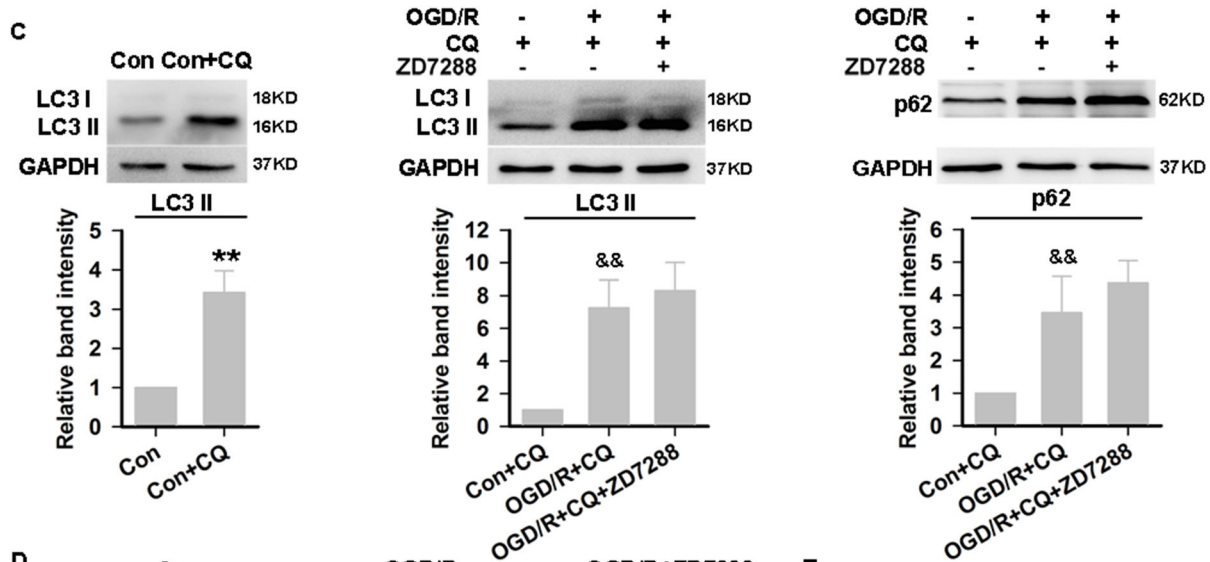 C
Con Con+CQ
LC3 I 18KD
LC3 II 16KD
GAPDH 37KD
LC3 II
Relative band intensity
5
4
3
2
1
0
**
Con
Con+CQ
OGD/R - + +
CQ + + +
ZD7288 - - +
LC3 I 18KD
LC3 II 16KD
GAPDH 37KD
LC3 II
Relative band intensity
12
10
8
6
4
2
0
&&
Con+CQ
OGD/R+CQ
OGD/R+CQ+ZD7288
OGD/R - + +
CQ + + +
ZD7288 - - +
p62 62KD
GAPDH 37KD
p62
Relative band intensity
6
5
4
3
2
1
0
&&
Con+CQ
OGD/R+CQ
OGD/R+CQ+ZD7288